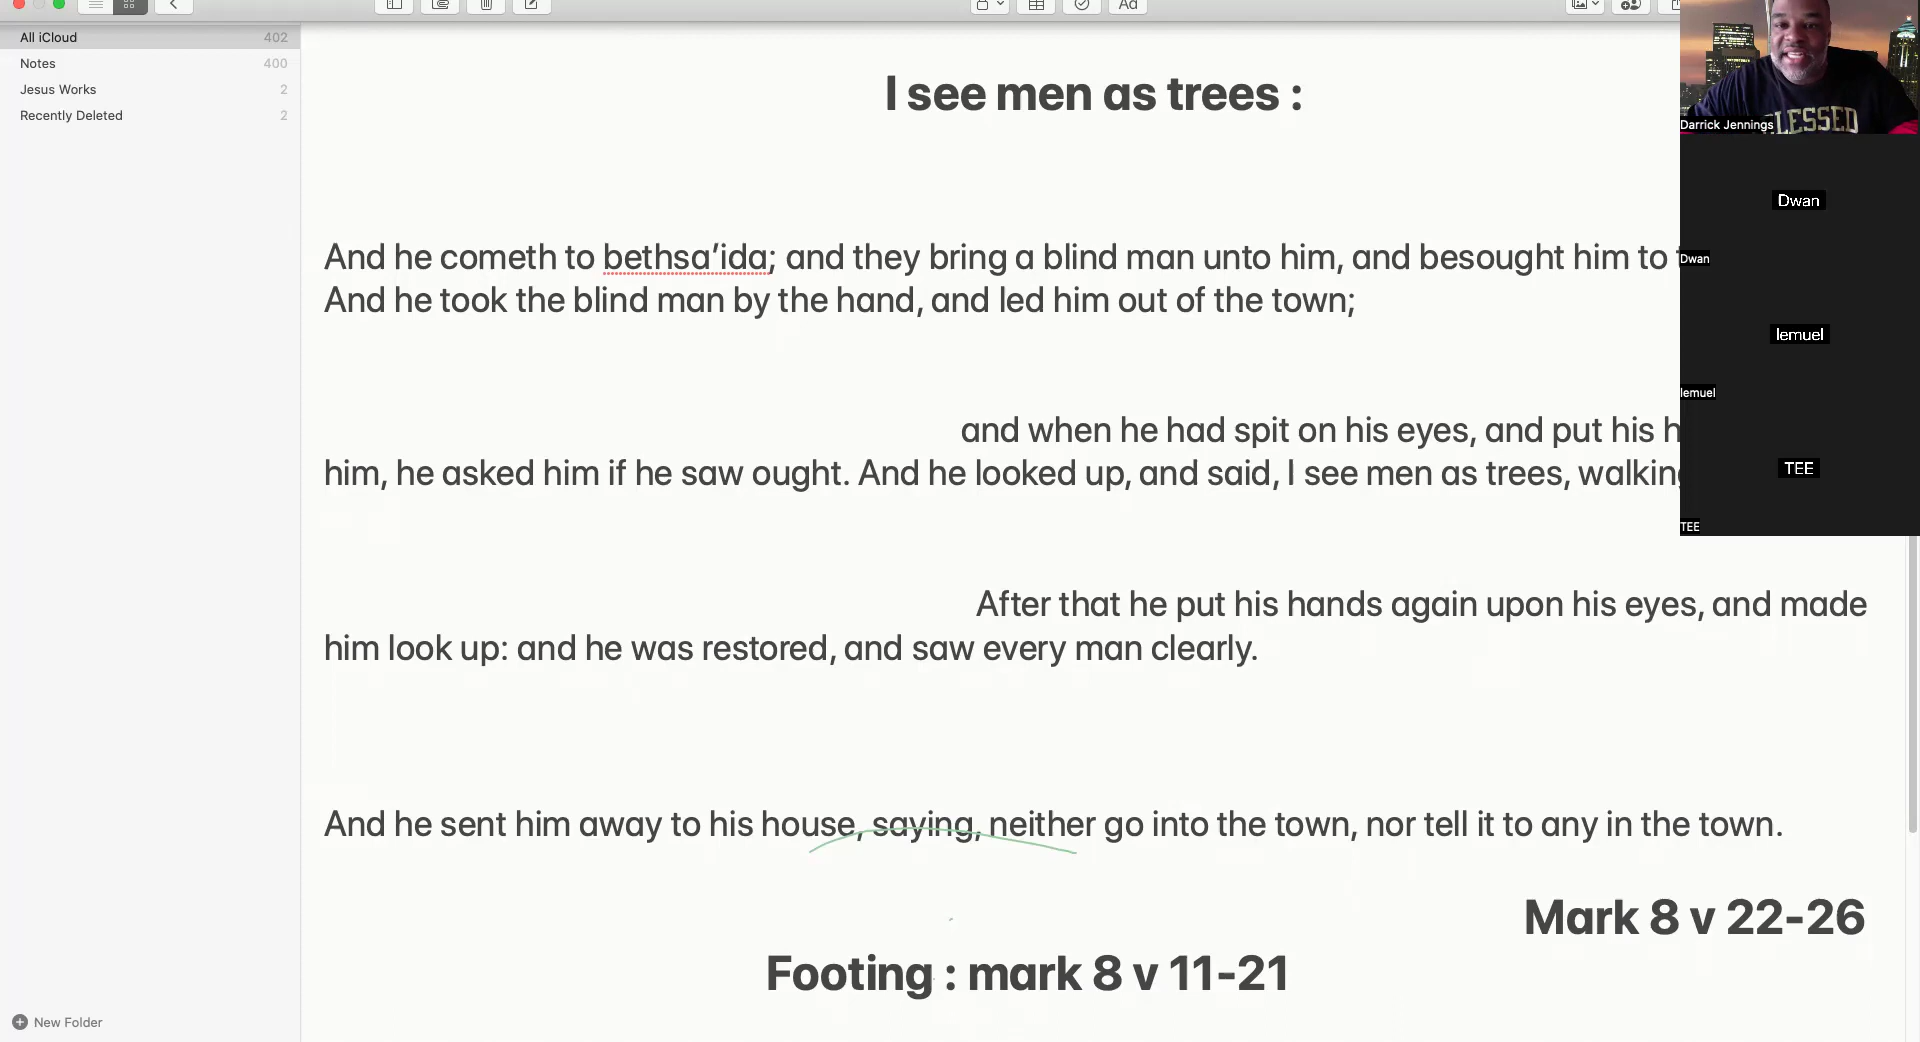 All iCloud 402
Notes 400
Jesus Works 2
Recently Deleted 2
New Folder
Ad
I see men as trees :
And he cometh to bethsa’ida; and they bring a blind man unto him, and besought him to
And he took the blind man by the hand, and led him out of the town;
and when he had spit on his eyes, and put his
him, he asked him if he saw ought. And he looked up, and said, I see men as trees,
After that he put his hands again upon his eyes, and made
him look up: and he was restored, and saw every man clearly.
And he sent him away to his house, saying, neither go into the town, nor tell it to any in the town.
Mark 8 v 22-26
Footing : mark 8 v 11-21
Darrick Jennings
Dwan
Dwan
lemuel
lemuel
TEE
TEE